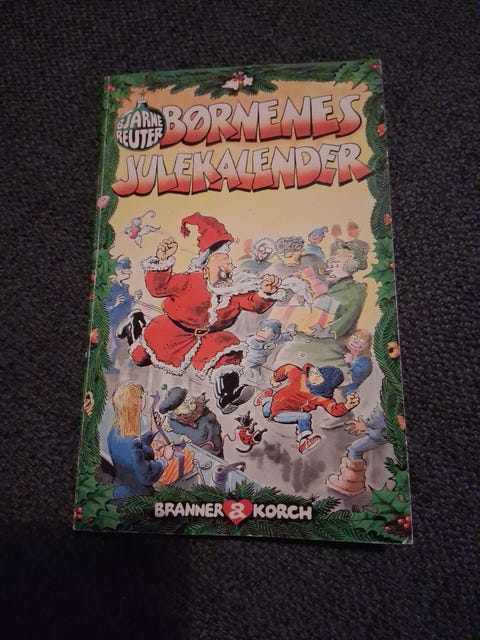 BJARNE
REUTER
BØRNENES
JULEKALENDER
BRANNER & KORCH